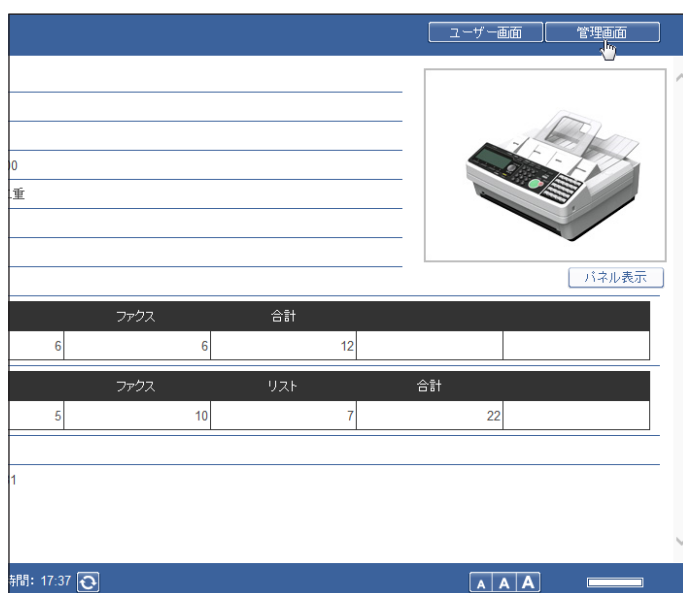 ユーザー画面 管理画面
00
重
パネル表示
ファクス 合計
6 6 12
ファクス リスト 合計
5 10 7 22
1
時間: 17:37 A A A